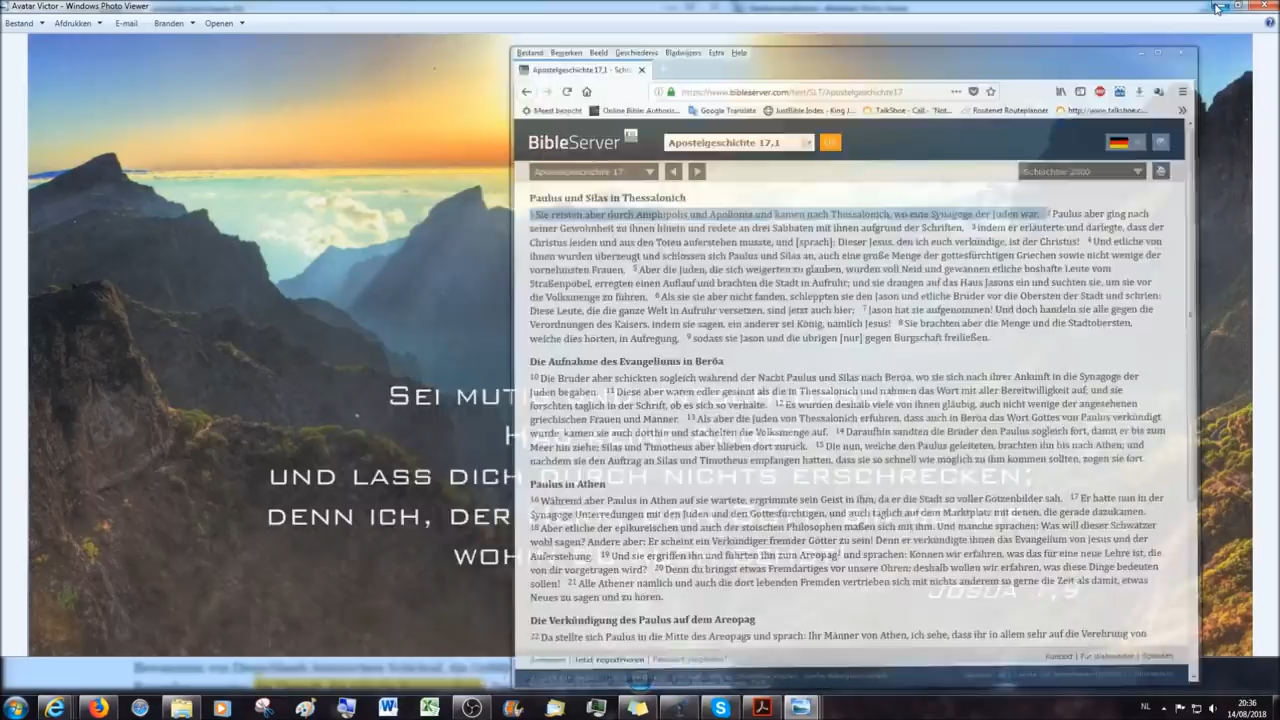 Avatar Victor - Windows Photo Viewer
Bestand Afdrukken E-mail Branden Openen
Bestand Bewerken Beeld Geschiedenis Bladwijzers Extra Help
Apostelgeschichte 17,1 - Schl
https://www.bibleserver.com/text/SLT/Apostelgeschichte17
Meest bezocht Online Bible: Authoris... Google Translate JustBible:Index - King J... TalkShoe - Call - "Not... Routenet Routeplanner http://www.talkshoe.c...
BibleServer Apostelgeschichte 17,1
Apostelgeschichte 17 Schlachter 2000
Paulus und Silas in Thessalonich
1 Sie reisten aber durch Amphipolis und Apollonia und kamen nach Thessalonich, wo eine Synagoge der Juden war. 2 Paulus aber ging nach
seiner Gewohnheit zu ihnen hinein und redete an drei Sabbaten mit ihnen aufgrund der Schriften, 3 indem er erläuterte und darlegte, dass der
Christus leiden und aus den Toten auferstehen musste, und [sprach]: Dieser Jesus, den ich euch verkündige, ist der Christus! 4 Und etliche von
ihnen wurden überzeugt und schlossen sich Paulus und Silas an, auch eine große Menge der gottesfürchtigen Griechen sowie nicht wenige der
vornehmsten Frauen. 5 Aber die Juden, die sich weigerten zu glauben, wurden voll Neid und gewannen etliche boshafte Leute vom
Straßenpöbel, erregten einen Auflauf und brachten die Stadt in Aufruhr; und sie drangen auf das Haus Jasons ein und suchten sie, um sie vor
die Volksmenge zu führen. 6 Als sie sie aber nicht fanden, schleppten sie den Jason und etliche Brüder vor die Obersten der Stadt und schrien:
Diese Leute, die die ganze Welt in Aufruhr versetzen, sind jetzt auch hier; 7 Jason hat sie aufgenommen! Und doch handeln sie alle gegen die
Verordnungen des Kaisers, indem sie sagen, ein anderer sei König, nämlich Jesus! 8 Sie brachten aber die Menge und die Stadtobersten,
welche dies hörten, in Aufregung, 9 sodass sie Jason und die übrigen [nur] gegen Bürgschaft freiließen.
Die Aufnahme des Evangeliums in Beröa
10 Die Brüder aber schickten sogleich während der Nacht Paulus und Silas nach Beröa, wo sie sich nach ihrer Ankunft in die Synagoge der
Juden begaben. 11 Diese aber waren edler gesinnt als die in Thessalonich und nahmen das Wort mit aller Bereitwilligkeit auf; und sie
forschten täglich in der Schrift, ob es sich so verhalte. 12 Es wurden deshalb viele von ihnen gläubig, auch nicht wenige der angesehenen
griechischen Frauen und Männer. 13 Als aber die Juden von Thessalonich erfuhren, dass auch in Beröa das Wort Gottes von Paulus verkündigt
wurde, kamen sie auch dorthin und stachelten die Volksmenge auf. 14 Daraufhin sandten die Brüder den Paulus sogleich fort, damit er bis zum
Meer hin ziehe; Silas und Timotheus aber blieben dort zurück. 15 Die nun, welche den Paulus geleiteten, brachten ihn bis nach Athen; und
nachdem sie den Auftrag an Silas und Timotheus empfangen hatten, dass sie so schnell wie möglich zu ihm kommen sollten, zogen sie fort.
Paulus in Athen
16 Während aber Paulus in Athen auf sie wartete, ergrimmte sein Geist in ihm, da er die Stadt so voller Götzenbilder sah. 17 Er hatte nun in der
Synagoge Unterredungen mit den Juden und den Gottesfürchtigen, und auch täglich auf dem Marktplatz mit denen, die gerade dazukamen.
18 Aber etliche der epikureischen und auch der stoischen Philosophen maßen sich mit ihm. Und manche sprachen: Was will dieser Schwätzer
wohl sagen? Andere aber: Er scheint ein Verkündiger fremder Götter zu sein! Denn er verkündigte ihnen das Evangelium von Jesus und der
Auferstehung. 19 Und sie ergriffen ihn und führten ihn zum Areopag und sprachen: Können wir erfahren, was das für eine neue Lehre ist, die
von dir vorgetragen wird? 20 Denn du bringst etwas Fremdartiges vor unsere Ohren; deshalb wollen wir erfahren, was diese Dinge bedeuten
sollen! 21 Alle Athener nämlich und auch die dort lebenden Fremden vertrieben sich mit nichts anderem so gerne die Zeit als damit, etwas
Neues zu sagen und zu hören.
Die Verkündigung des Paulus auf dem Areopag
22 Da stellte sich Paulus in die Mitte des Areopags und sprach: Ihr Männer von Athen, ich sehe, dass ihr in allem sehr auf die Verehrung von
Jetzt registrieren Passwort vergessen? Kontakt Für Webmaster Spenden
SEI MUTI
UND LASS DICH DURCH NICHTS ERSCHRECKEN;
DENN ICH, DER
JOSUA 1,9
NL 20:36
14/08/2018